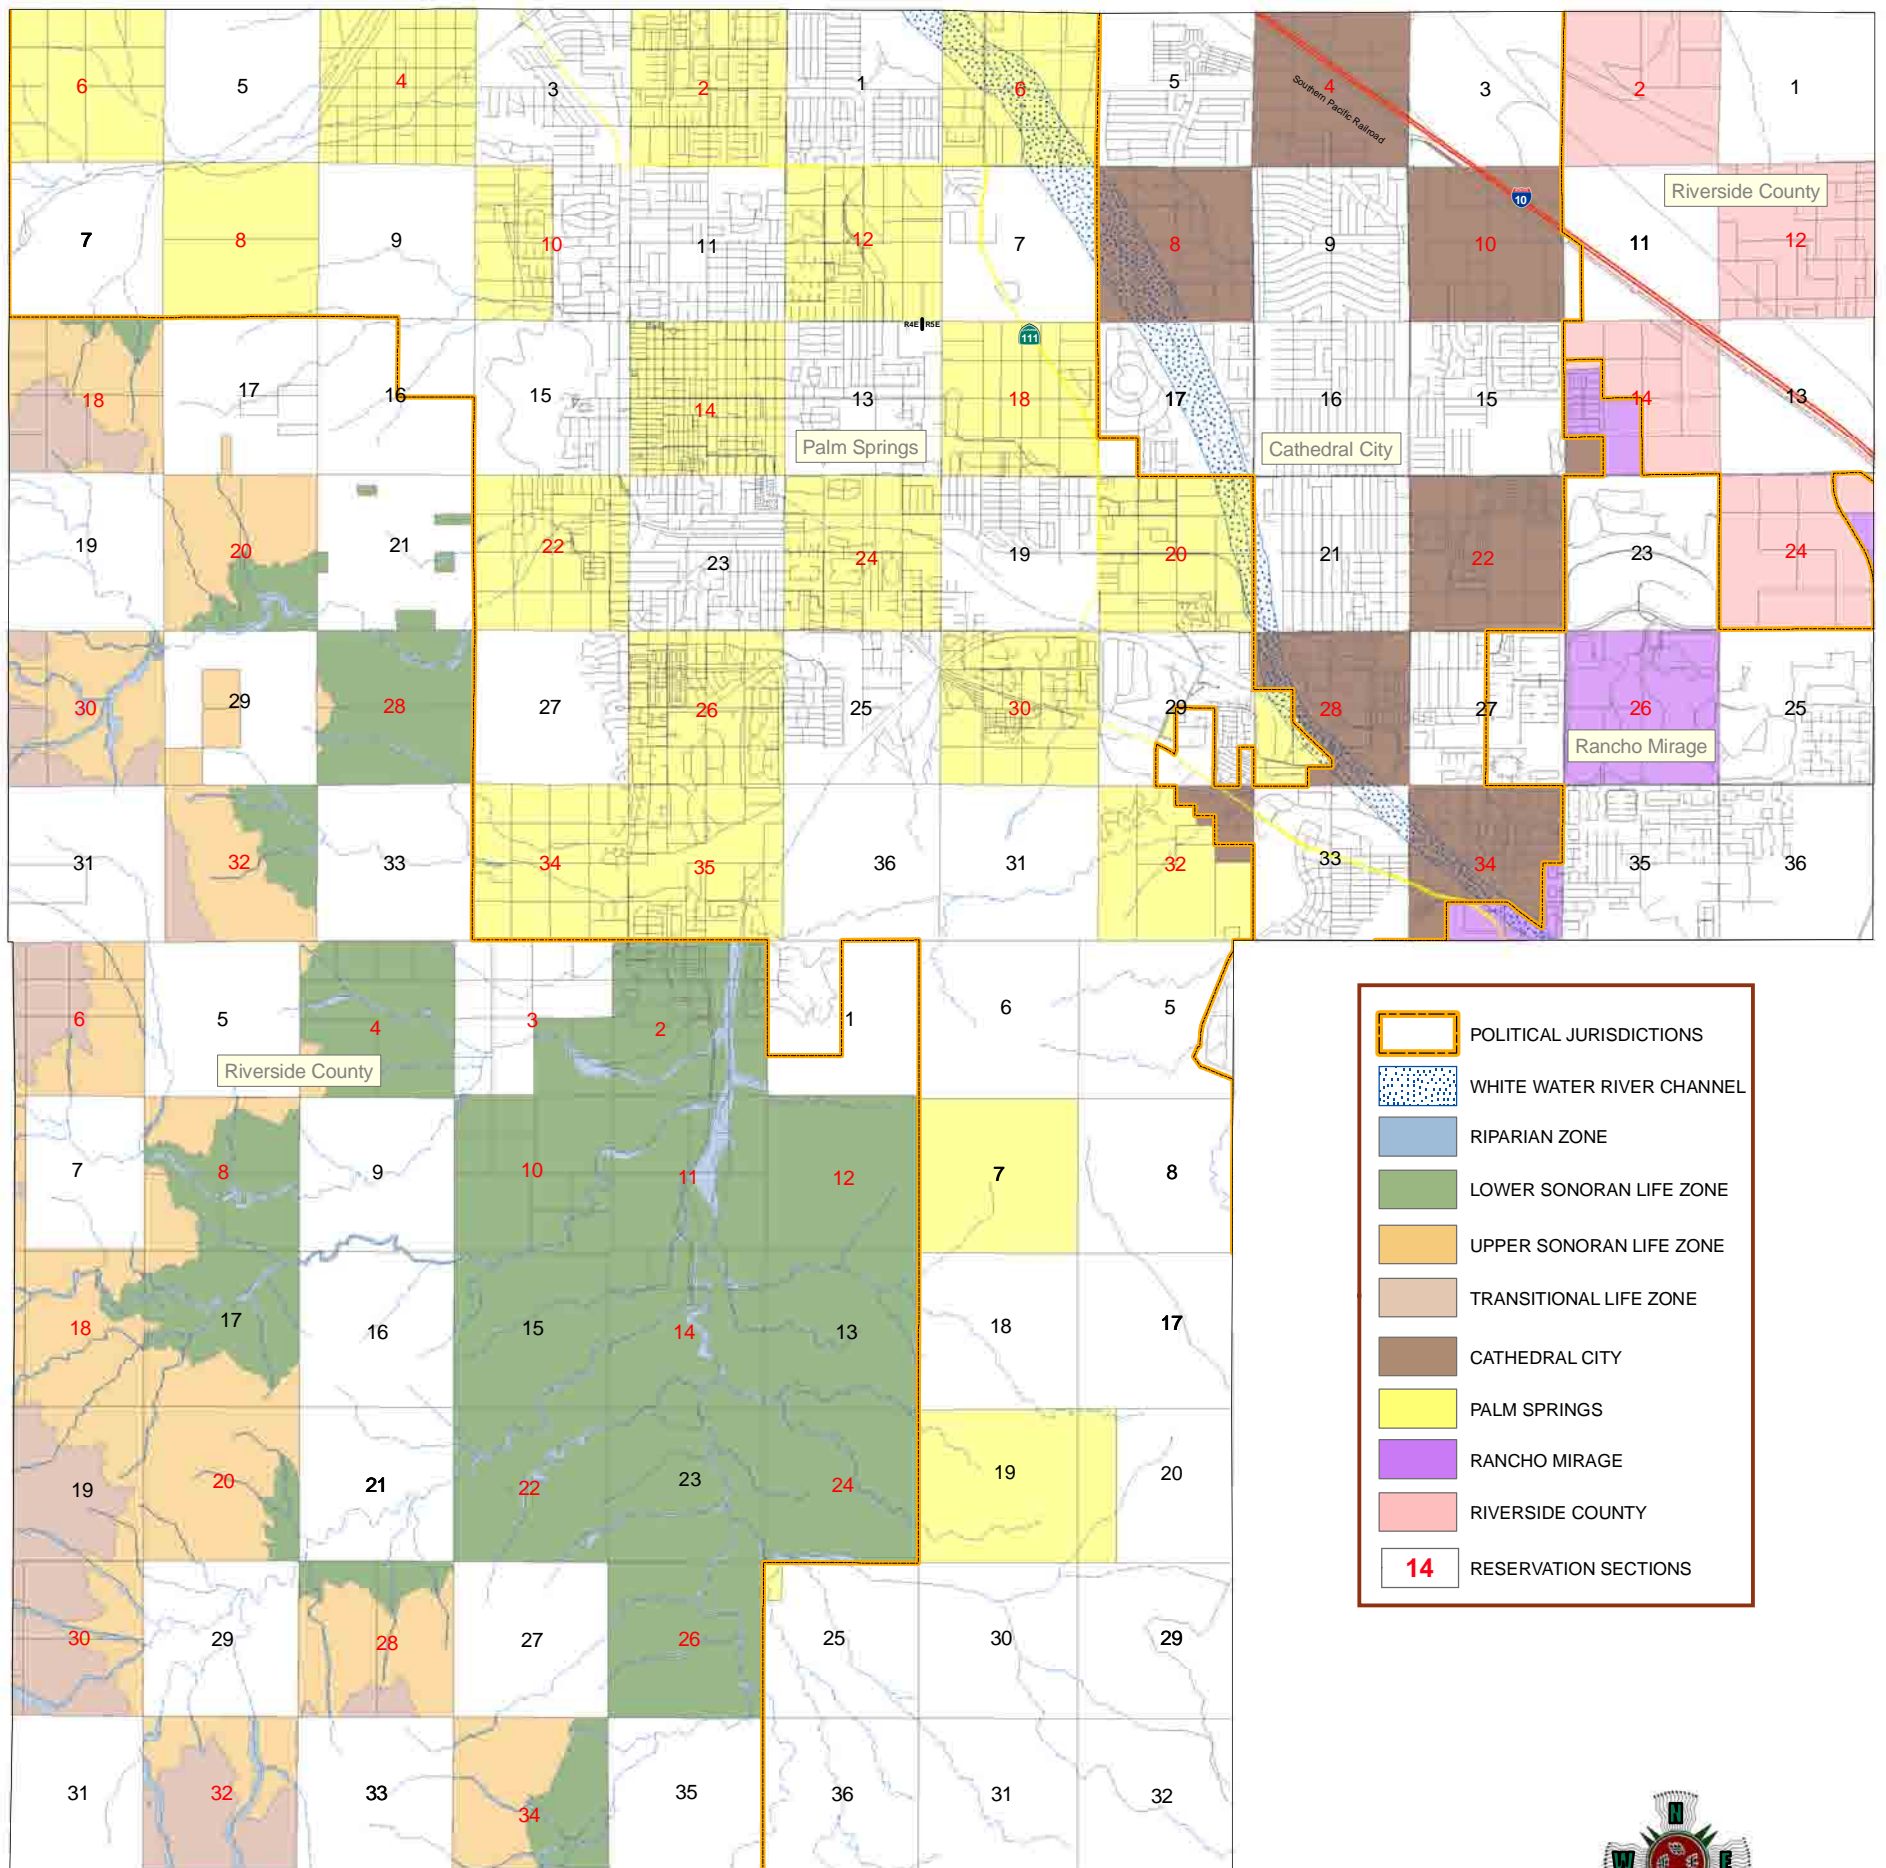 6 5 4 3 2 1 6 5 4 3 2 1
Southern Pacific Railroad
Riverside County
10
7 8 9 10 11 12 7 8 9 10 11 12
R4E R5E
111
18 17 16 15 14 13 18 17 16 15 14 13
Palm Springs
Cathedral City
19 20 21 22 23 24 19 20 21 22 23 24
30 29 28 27 26 25 30 29 28 27 26 25
Rancho Mirage
31 32 33 34 35 36 31 32 33 34 35 36
6 5 4 3 2 1 6 5
Riverside County
7 8 9 10 11 12 7 8
18 17 16 15 14 13 18 17
19 20 21 22 23 24 19 20
30 29 28 27 26 25 30 29
31 32 33 34 35 36 31 32
POLITICAL JURISDICTIONS
WHITE WATER RIVER CHANNEL
RIPARIAN ZONE
LOWER SONORAN LIFE ZONE
UPPER SONORAN LIFE ZONE
TRANSITIONAL LIFE ZONE
CATHEDRAL CITY
PALM SPRINGS
RANCHO MIRAGE
RIVERSIDE COUNTY
14 RESERVATION SECTIONS
N
W E